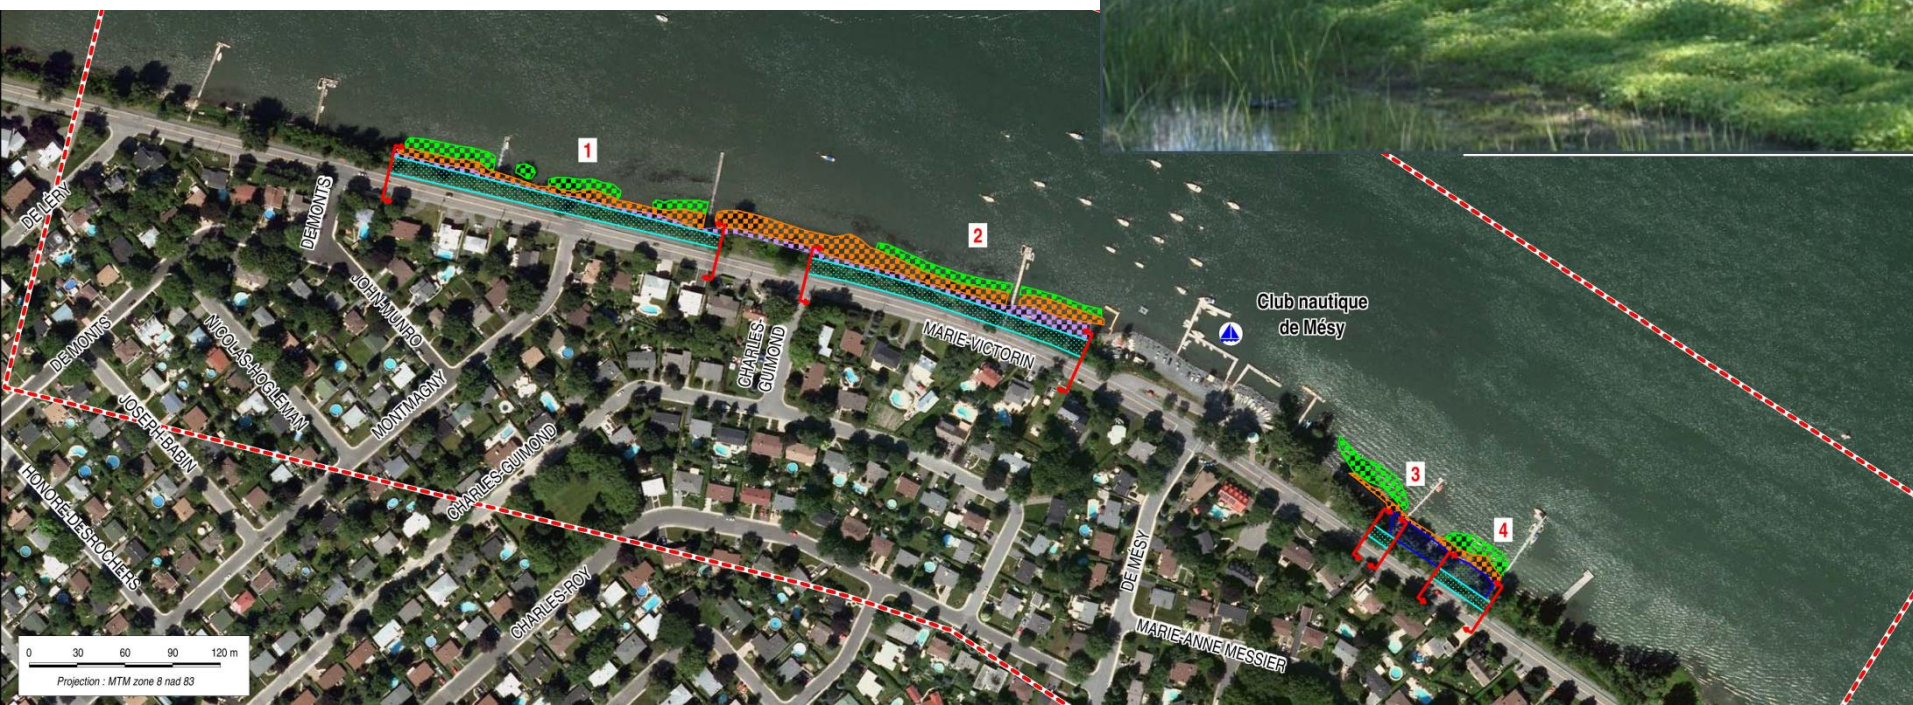 1
2
Club nautique
de Mésy
3
4
DE LÉRY
DE MONTS
JOHN-MUNRO
DE MONTS
NICOLAS-HOGLEMAN
MONTMAGNY
CHARLES-
GUIMOND
MARIE-VICTORIN
JOSEPH-BABIN
CHARLES-GUIMOND
HONORÉ-DESROCHERS
CHARLES-ROY
DE MÉSY
MARIE-ANNE MESSIER
0 30 60 90 120 m
Projection : MTM zone 8 nad 83